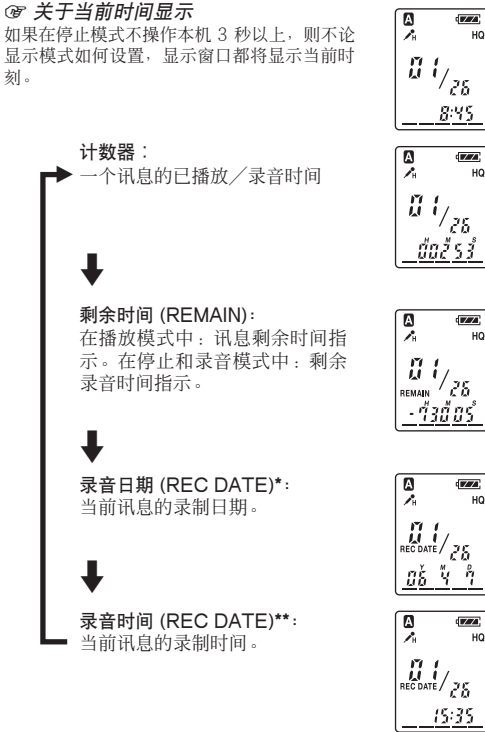 ☞ 关于当前时间显示
如果在停止模式不操作本机 3 秒以上，则不论
显示模式如何设置，显示窗口都将显示当前时
刻。
A
H HQ
01/26
8:45
计数器：
一个讯息的已播放／录音时间
A
H HQ
01/26
H M S
00253
剩余时间 (REMAIN)：
在播放模式中：讯息剩余时间指
示。在停止和录音模式中：剩余
录音时间指示。
A
H HQ
01/26
REMAIN
H M S
-73005
录音日期 (REC DATE)*：
当前讯息的录制日期。
A
H HQ
01/26
REC DATE
Y M D
06 4 7
录音时间 (REC DATE)**：
当前讯息的录制时间。
A
H HQ
01/26
REC DATE
15:35